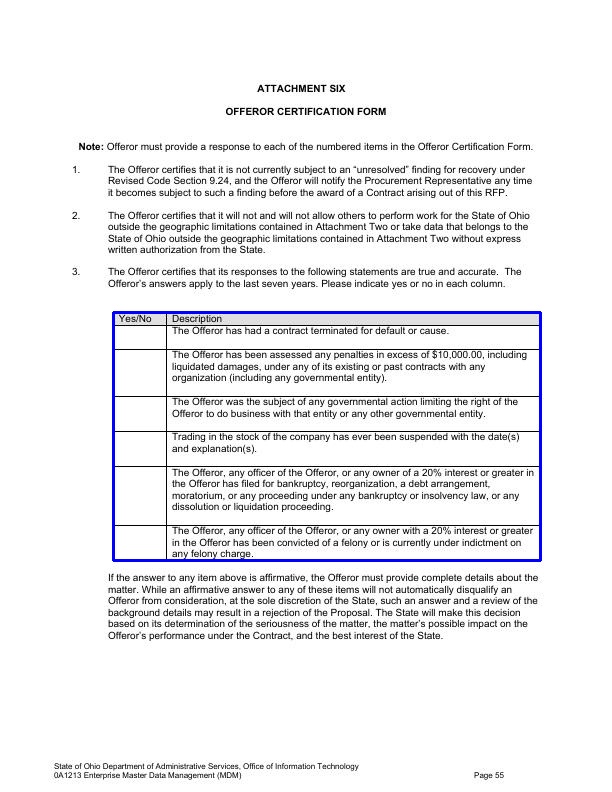 ATTACHMENT SIX
OFFEROR CERTIFICATION FORM
Note: Offeror must provide a response to each of the numbered items in the Offeror Certification Form.
1. The Offeror certifies that it is not currently subject to an “unresolved” finding for recovery under
Revised Code Section 9.24, and the Offeror will notify the Procurement Representative any time
it becomes subject to such a finding before the award of a Contract arising out of this RFP.
2. The Offeror certifies that it will not and will not allow others to perform work for the State of Ohio
outside the geographic limitations contained in Attachment Two or take data that belongs to the
State of Ohio outside the geographic limitations contained in Attachment Two without express
written authorization from the State.
3. The Offeror certifies that its responses to the following statements are true and accurate. The
Offeror’s answers apply to the last seven years. Please indicate yes or no in each column.
Yes/No Description
The Offeror has had a contract terminated for default or cause.
The Offeror has been assessed any penalties in excess of $10,000.00, including
liquidated damages, under any of its existing or past contracts with any
organization (including any governmental entity).
The Offeror was the subject of any governmental action limiting the right of the
Offeror to do business with that entity or any other governmental entity.
Trading in the stock of the company has ever been suspended with the date(s)
and explanation(s).
The Offeror, any officer of the Offeror, or any owner of a 20% interest or greater in
the Offeror has filed for bankruptcy, reorganization, a debt arrangement,
moratorium, or any proceeding under any bankruptcy or insolvency law, or any
dissolution or liquidation proceeding.
The Offeror, any officer of the Offeror, or any owner with a 20% interest or greater
in the Offeror has been convicted of a felony or is currently under indictment on
any felony charge.
If the answer to any item above is affirmative, the Offeror must provide complete details about the
matter. While an affirmative answer to any of these items will not automatically disqualify an
Offeror from consideration, at the sole discretion of the State, such an answer and a review of the
background details may result in a rejection of the Proposal. The State will make this decision
based on its determination of the seriousness of the matter, the matter’s possible impact on the
Offeror’s performance under the Contract, and the best interest of the State.
State of Ohio Department of Administrative Services, Office of Information Technology
0A1213 Enterprise Master Data Management (MDM) Page 55